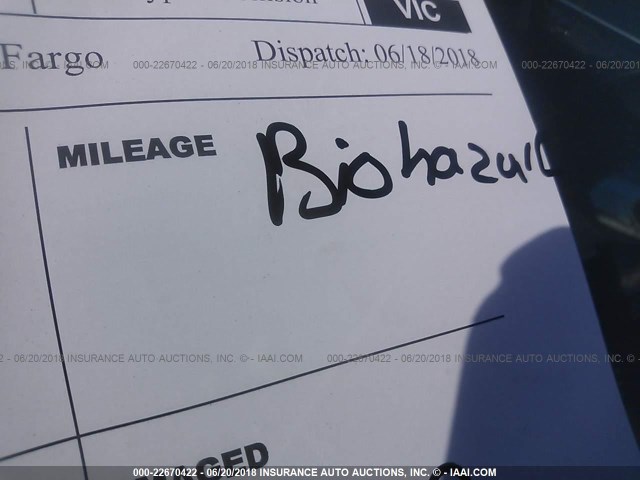 VIC
Fargo Dispatch: 06/18/2018
000-22670422 - 06/20/2018 INSURANCE AUTO AUCTIONS, INC. © - IAAI.COM
MILEAGE Biohazard
000-22670422 - 06/20/2018 INSURANCE AUTO AUCTIONS, INC. © - IAAI.COM
000-22670422 - 06/20/2018 INSURANCE AUTO AUCTIONS, INC. © - IAAI.COM